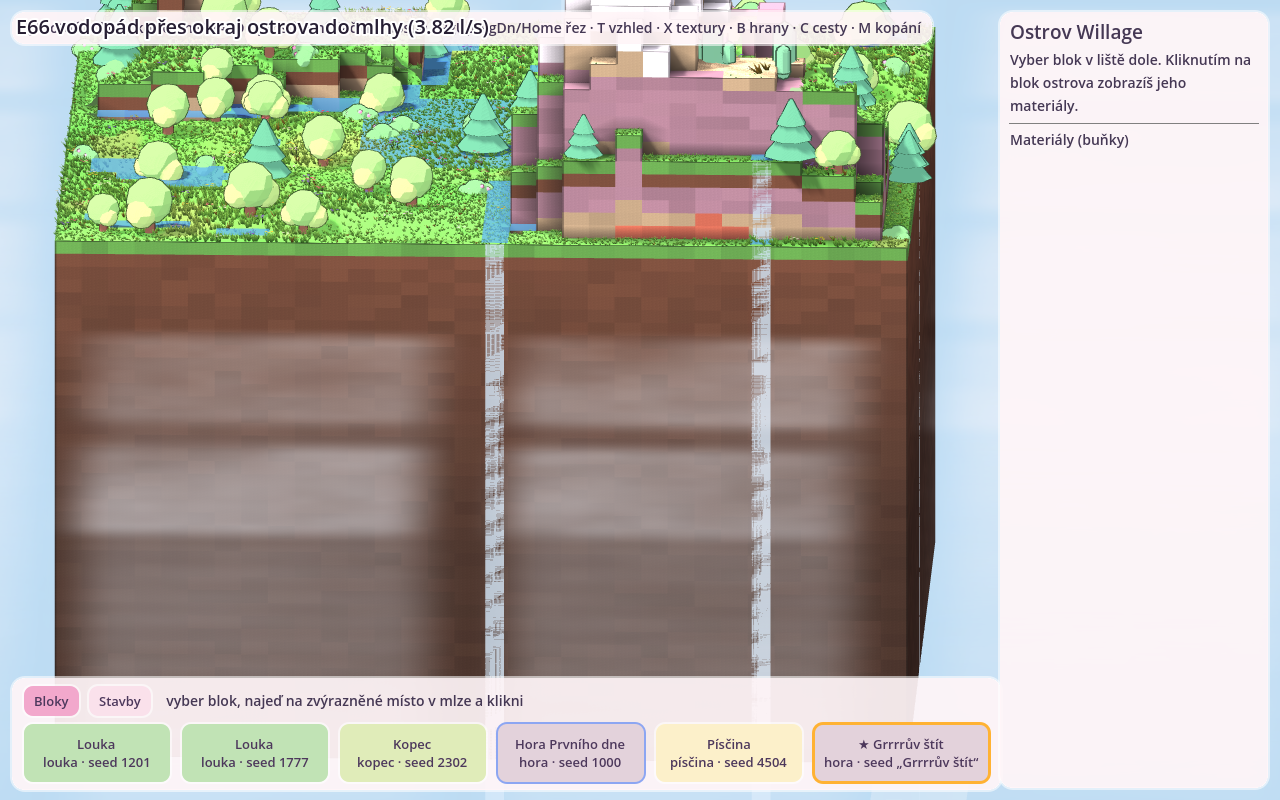 E66 vodopád přes okraj ostrova do mlhy (3.82 l/s)
gDn/Home řez · T vzhled · X textury · B hrany · C cesty · M kopání
Ostrov Village
Vyber blok v liště dole. Kliknutím na
blok ostrova zobrazíš jeho
materiály.
Materiály (buňky)
Bloky
Stavby
vyber blok, najeď na zvýrazněné místo v mlze a klikni
Louka
louka · seed 1201
Louka
louka · seed 1777
Kopec
kopec · seed 2302
Hora Prvního dne
hora · seed 1000
Písčina
písčina · seed 4504
★ Grrrrův štít
hora · seed „Grrrrův štít“